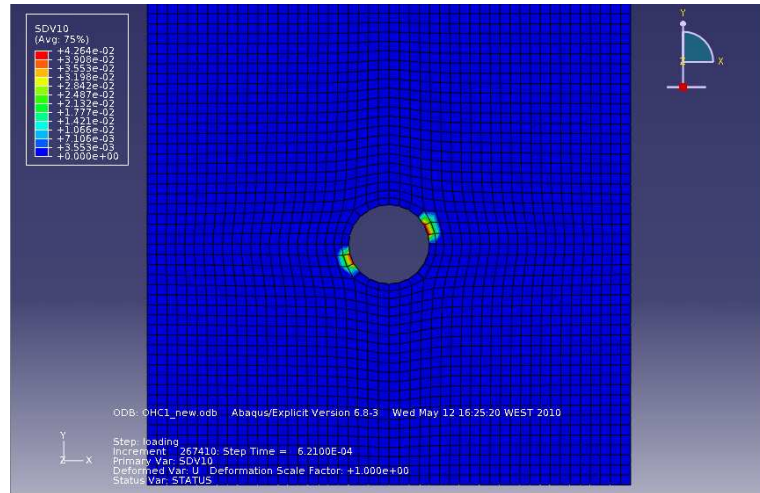 SDV10
(Avg: 75%)
+4.264e-02
+3.908e-02
+3.553e-02
+3.198e-02
+2.842e-02
+2.487e-02
+2.132e-02
+1.777e-02
+1.421e-02
+1.066e-02
+7.106e-03
+3.553e-03
+0.000e+00
Y
Z X
ODB: OHC1_new.odb Abaqus/Explicit Version 6.8-3 Wed May 12 16:25:20 WEST 2010
Y
Z X
Step: loading
Increment 267410: Step Time = 6.2100E-04
Primary Var: SDV10
Deformed Var: U Deformation Scale Factor: +1.000e+00
Status Var: STATUS